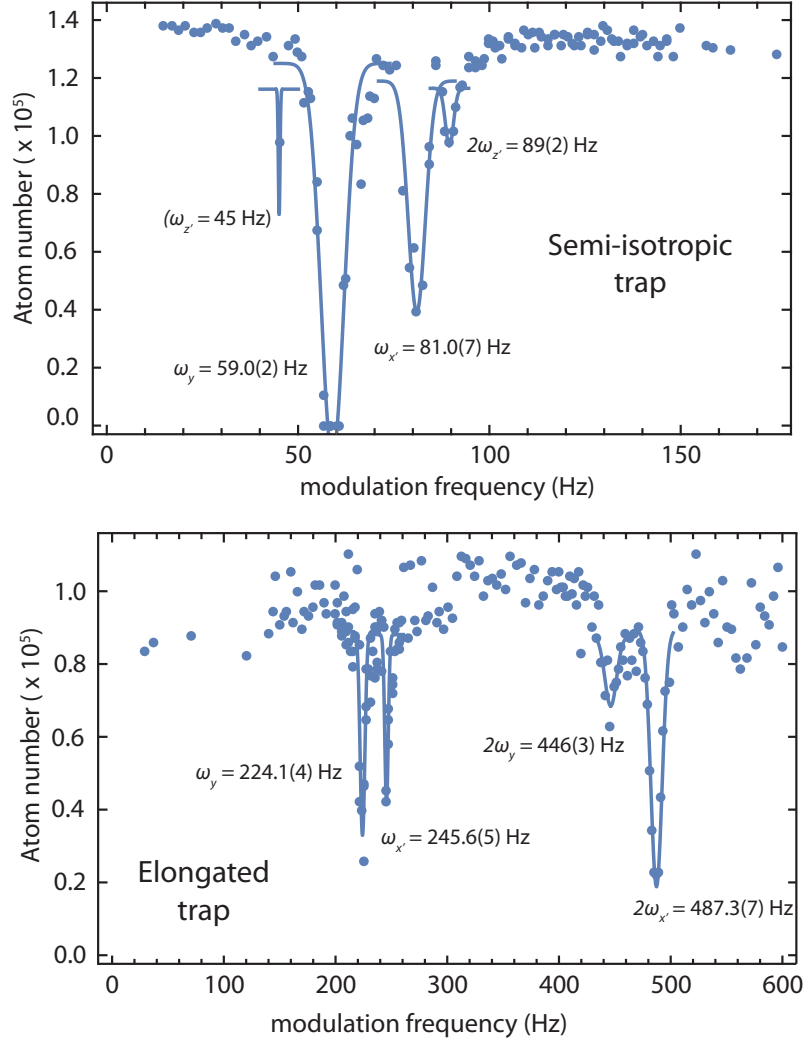 1.4
1.2
1.0
0.8
0.6
0.4
0.2
0.0
Atom number ( x 10⁵)
(ω_z' = 45 Hz)
2ω_z' = 89(2) Hz
Semi-isotropic
trap
ω_x' = 81.0(7) Hz
ω_y = 59.0(2) Hz
0 50 100 150
modulation frequency (Hz)
1.0
0.8
0.6
0.4
0.2
0.0
Atom number ( x 10⁵)
2ω_y = 446(3) Hz
ω_y = 224.1(4) Hz
ω_x' = 245.6(5) Hz
Elongated
trap
2ω_x' = 487.3(7) Hz
0 100 200 300 400 500 600
modulation frequency (Hz)